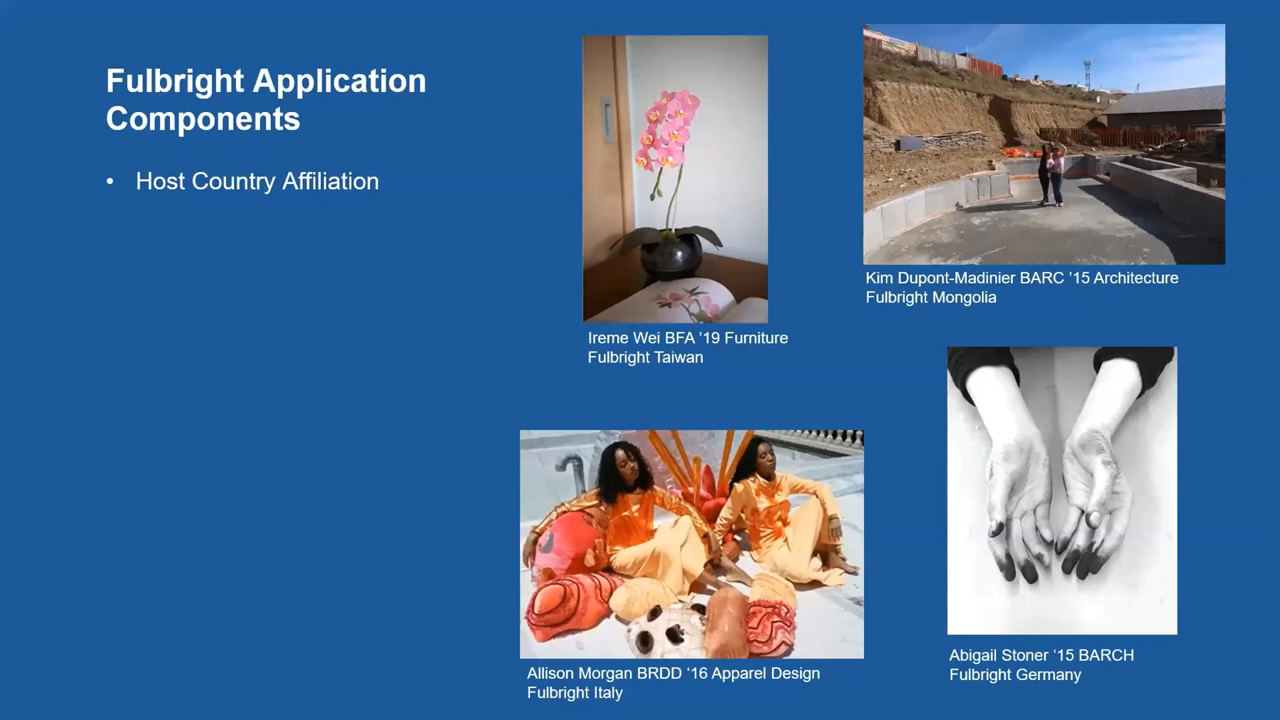 Fulbright Application
Components
• Host Country Affiliation
Ireme Wei BFA ’19 Furniture
Fulbright Taiwan
Kim Dupont-Madinier BARC ’15 Architecture
Fulbright Mongolia
Allison Morgan BRDD ‘16 Apparel Design
Fulbright Italy
Abigail Stoner ‘15 BARCH
Fulbright Germany